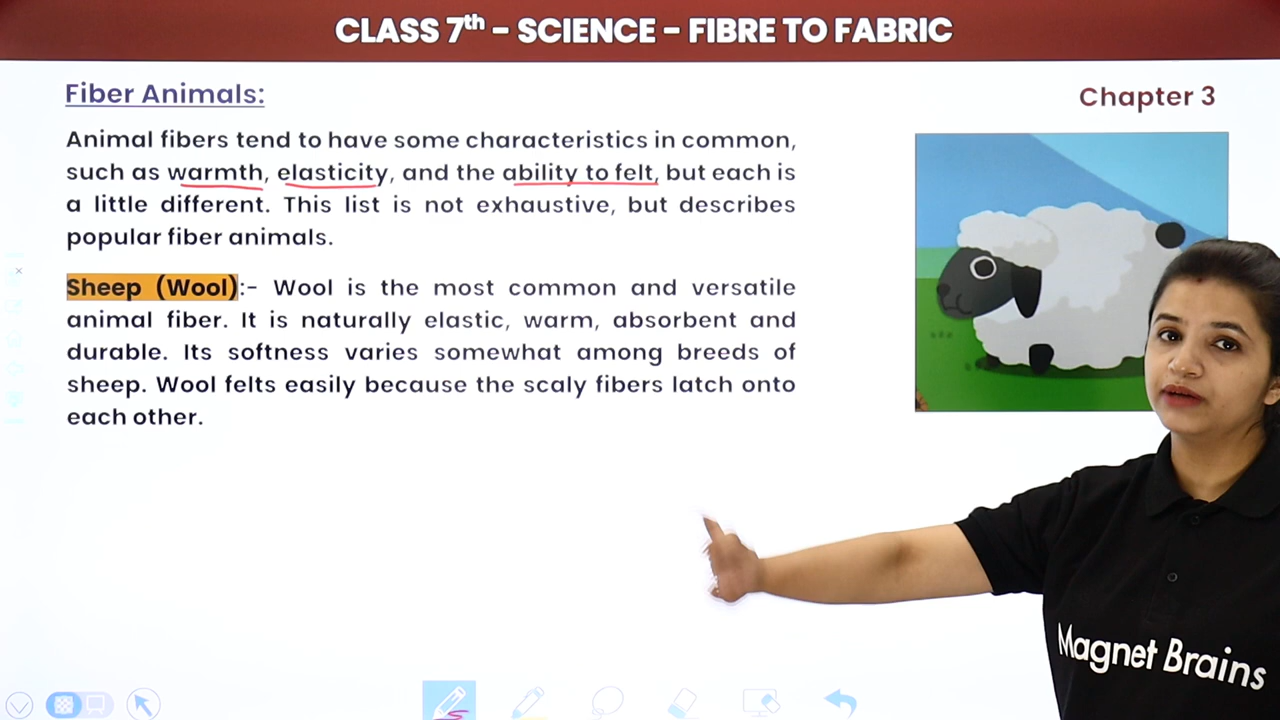 CLASS 7th - SCIENCE - FIBRE TO FABRIC
Fiber Animals:
Chapter 3
Animal fibers tend to have some characteristics in common,
such as warmth, elasticity, and the ability to felt, but each is
a little different. This list is not exhaustive, but describes
popular fiber animals.
Sheep (Wool):- Wool is the most common and versatile
animal fiber. It is naturally elastic, warm, absorbent and
durable. Its softness varies somewhat among breeds of
sheep. Wool felts easily because the scaly fibers latch onto
each other.
Magnet Brains